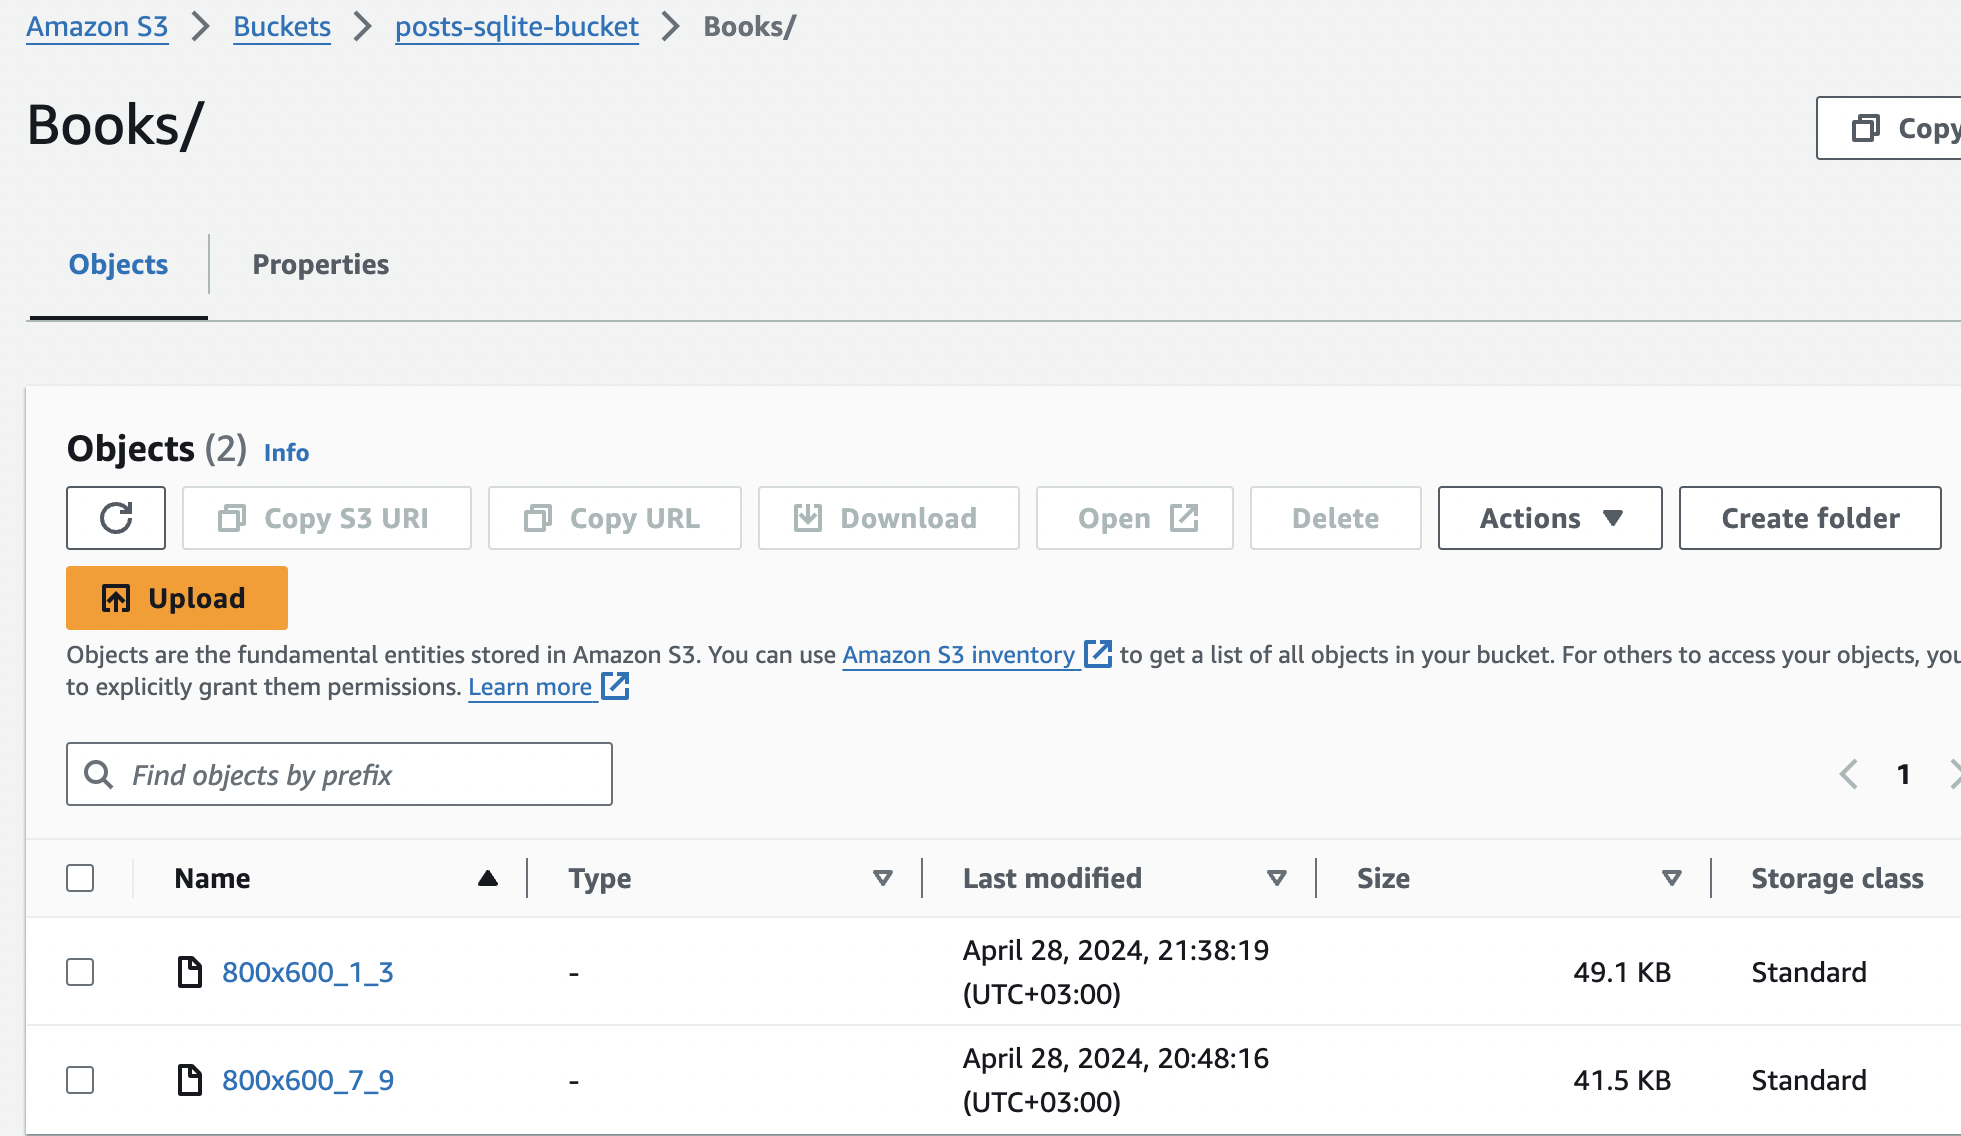 Amazon S3 > Buckets > posts-sqlite-bucket > Books/
Books/
Copy
Objects Properties
Objects (2) Info
Copy S3 URI Copy URL Download Open Delete Actions Create folder
Upload
Objects are the fundamental entities stored in Amazon S3. You can use Amazon S3 inventory to get a list of all objects in your bucket. For others to access your objects, you
to explicitly grant them permissions. Learn more
Find objects by prefix
1
Name Type Last modified Size Storage class
800x600_1_3 - April 28, 2024, 21:38:19 (UTC+03:00) 49.1 KB Standard
800x600_7_9 - April 28, 2024, 20:48:16 (UTC+03:00) 41.5 KB Standard